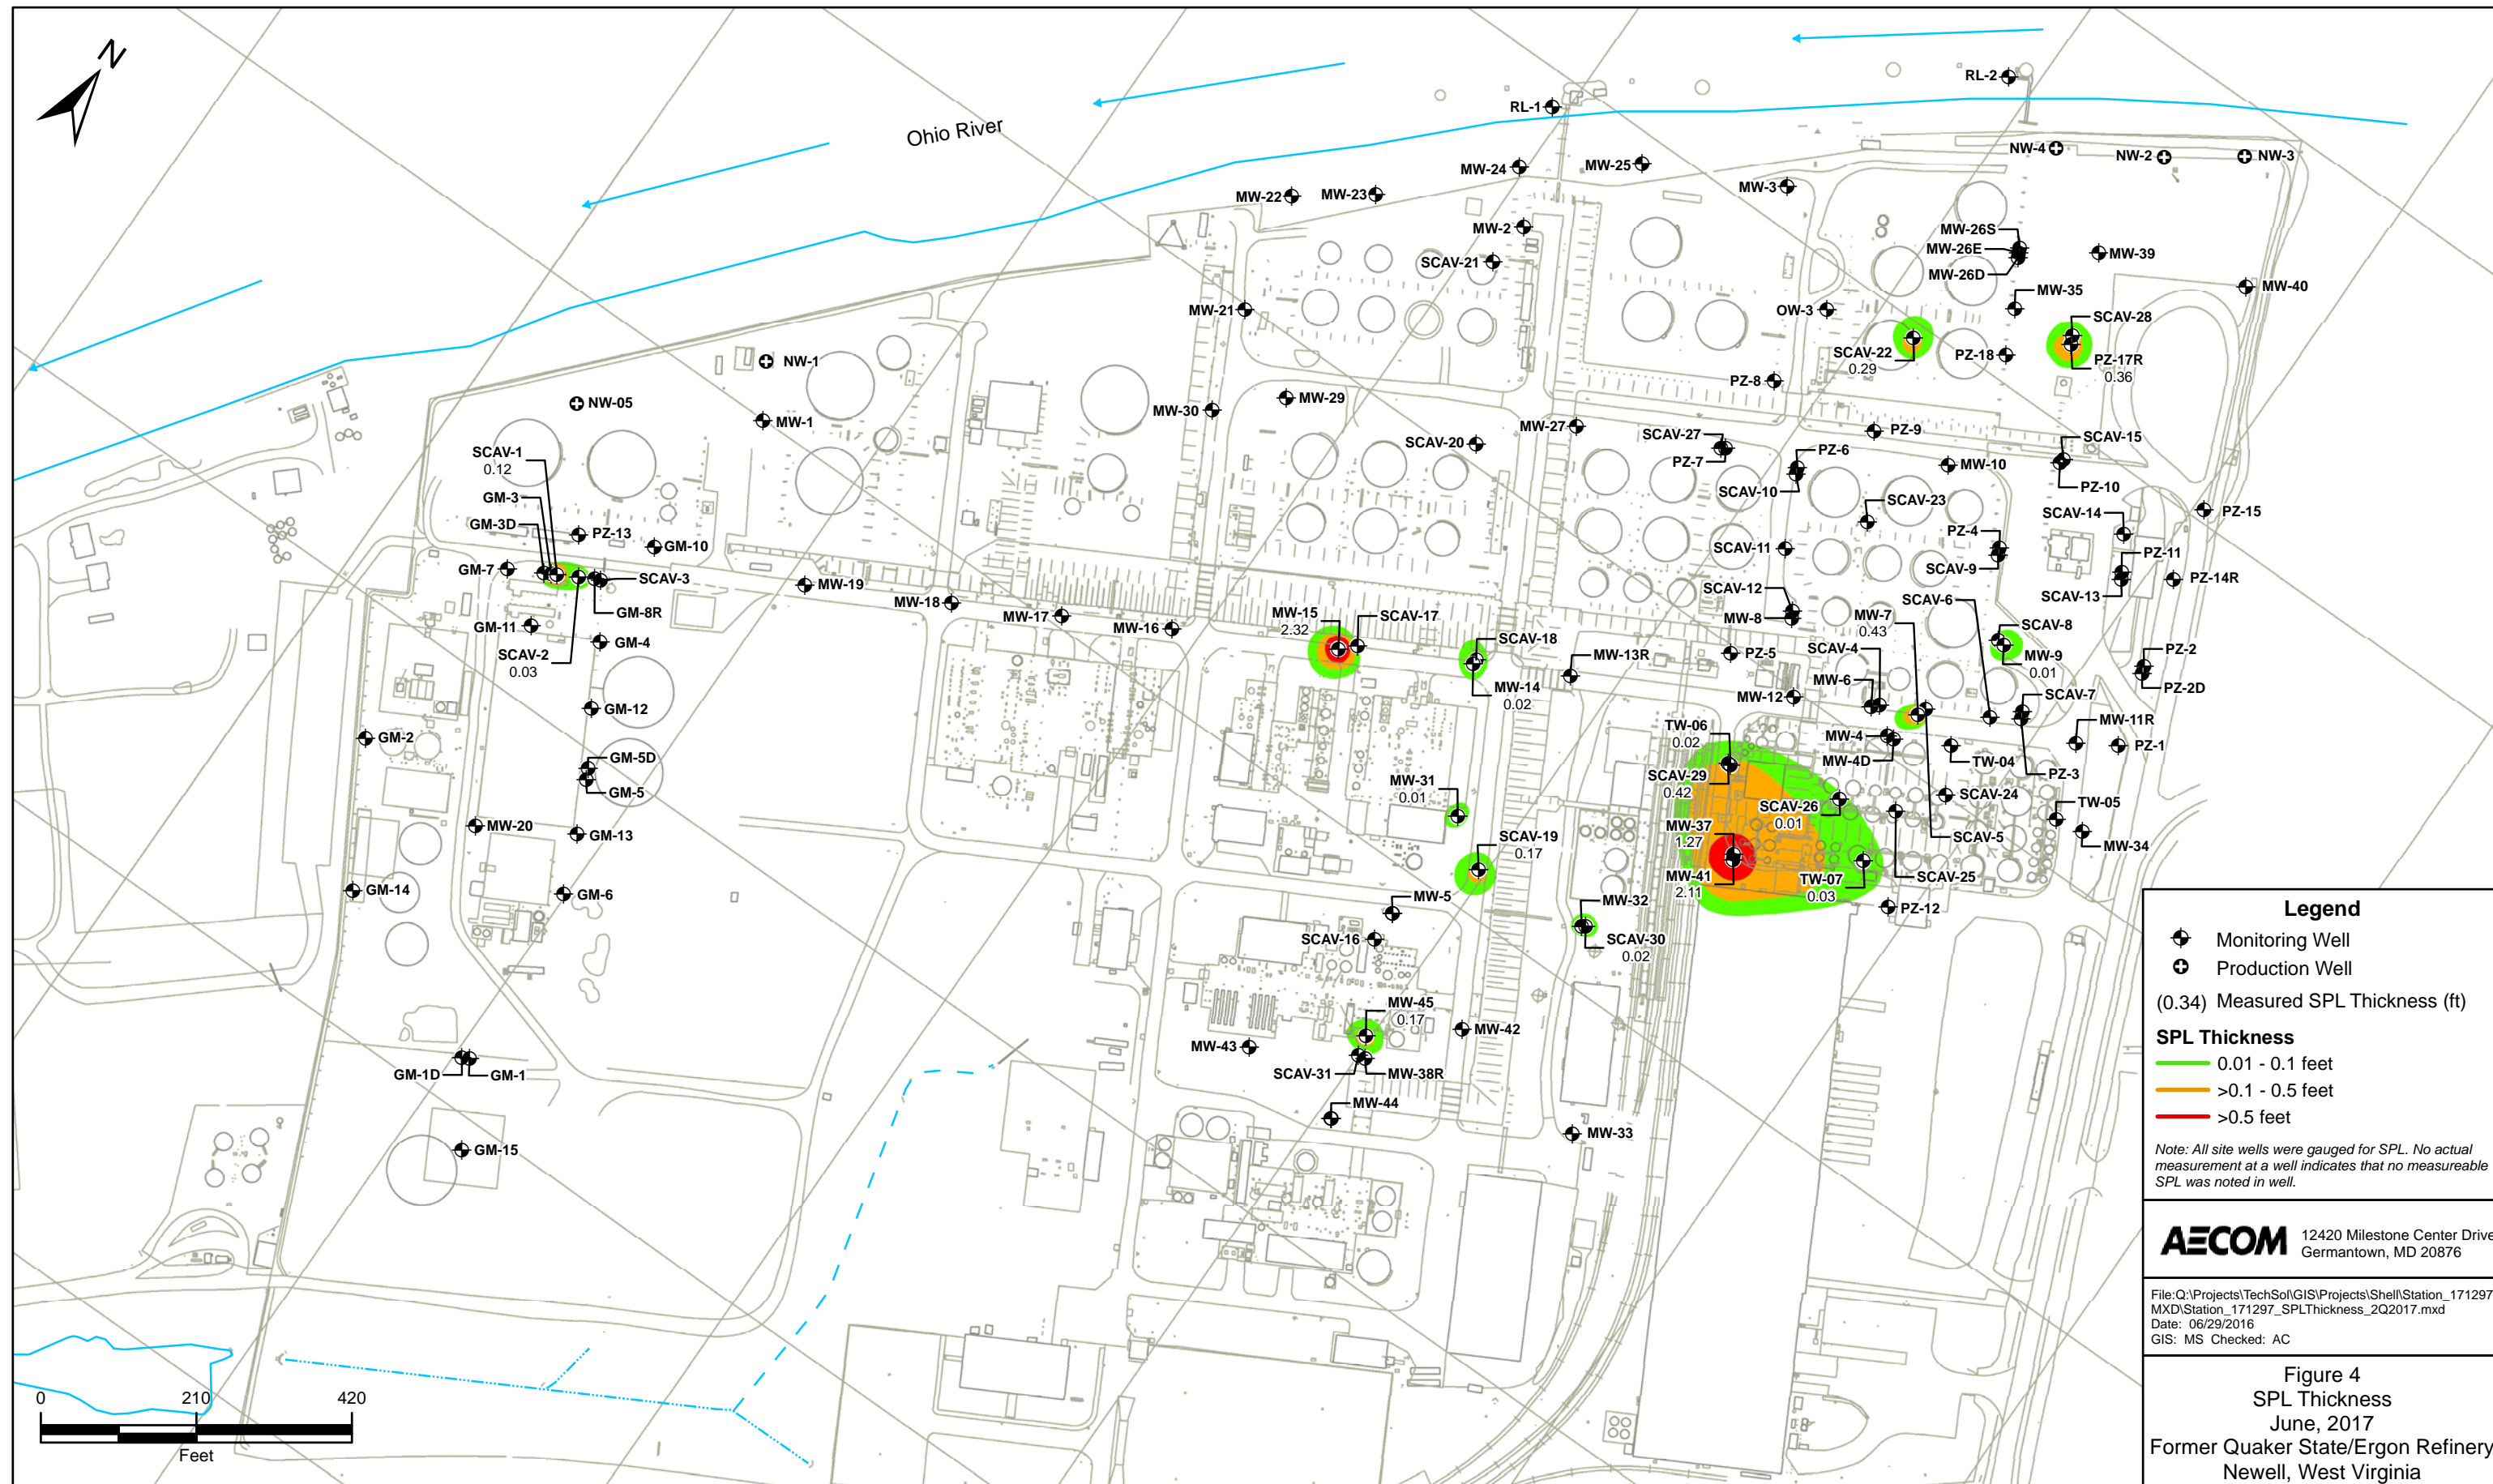 N
Ohio River
RL-2
RL-1
NW-4
NW-2
NW-3
MW-24
MW-25
MW-3
MW-22
MW-23
MW-2
MW-26S
MW-26E
MW-26D
MW-39
SCAV-21
MW-40
MW-35
MW-21
OW-3
SCAV-28
SCAV-22
0.29
PZ-18
PZ-17R
0.36
NW-1
PZ-8
NW-05
MW-29
MW-30
MW-1
MW-27
SCAV-20
SCAV-27
PZ-7
PZ-9
SCAV-15
PZ-6
MW-10
SCAV-1
0.12
SCAV-10
PZ-10
GM-3
SCAV-23
GM-3D
PZ-15
SCAV-14
PZ-13
PZ-4
GM-10
SCAV-11
PZ-11
GM-7
SCAV-9
SCAV-3
PZ-14R
MW-19
SCAV-12
SCAV-13
MW-18
SCAV-6
GM-8R
MW-17
MW-15
2.32
SCAV-17
MW-8
MW-7
0.43
GM-11
MW-16
SCAV-8
GM-4
SCAV-18
SCAV-4
SCAV-2
0.03
MW-13R
PZ-5
MW-9
0.01
PZ-2
PZ-2D
MW-14
0.02
MW-6
MW-12
SCAV-7
GM-12
MW-11R
TW-06
0.02
MW-4
GM-2
PZ-1
MW-4D
TW-04
GM-5D
SCAV-29
0.42
PZ-3
GM-5
MW-31
0.01
SCAV-24
SCAV-26
0.01
TW-05
MW-20
GM-13
MW-37
1.27
SCAV-5
SCAV-19
0.17
MW-34
MW-41
2.11
TW-07
0.03
SCAV-25
GM-14
GM-6
MW-5
MW-32
PZ-12
SCAV-16
SCAV-30
0.02
MW-45
0.17
MW-42
MW-43
GM-1D
GM-1
SCAV-31
MW-38R
MW-44
MW-33
GM-15
0
210
420
Feet
Legend
Monitoring Well
Production Well
(0.34) Measured SPL Thickness (ft)
SPL Thickness
0.01 - 0.1 feet
>0.1 - 0.5 feet
>0.5 feet
Note: All site wells were gauged for SPL. No actual
measurement at a well indicates that no measureable
SPL was noted in well.
AECOM
12420 Milestone Center Drive
Germantown, MD 20876
File:Q:\Projects\TechSol\GIS\Projects\Shell\Station_171297
MXD\Station_171297_SPLThickness_2Q2017.mxd
Date: 06/29/2016
GIS: MS Checked: AC
Figure 4
SPL Thickness
June, 2017
Former Quaker State/Ergon Refinery
Newell, West Virginia